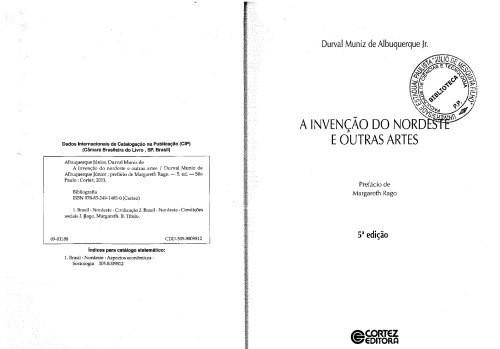 Dados Internacionais de Catalogação na Publicação (CIP)
(Câmara Brasileira do Livro, SP, Brasil)
Albuquerque Júnior, Durval Muniz de
A invenção do nordeste e outras artes / Durval Muniz de
Albuquerque Júnior; prefácio de Margareth Rago. — 5. ed. — São
Paulo : Cortez, 2011.
Bibliografia
ISBN 978-85-249-1485-0 (Cortez)
1. Brasil - Nordeste - Civilização 2. Brasil - Nordeste - Condições
sociais I. Rago, Margareth. II. Título.
09-01188
CDD-305.8009812
Índices para catálogo sistemático:
1. Brasil : Nordeste : Aspectos econômicos :
Sociologia 305.8009812
Durval Muniz de Albuquerque Jr.
UNIVERSIDADE ESTADUAL PAULISTA "JÚLIO DE MESQUITA FILHO"
FACULDADE DE CIÊNCIAS E TECNOLOGIA
BIBLIOTECA
P.P.
A INVENÇÃO DO NORDESTE
E OUTRAS ARTES
Prefácio de
Margareth Rago
5ª edição
CORTEZ
EDITORA